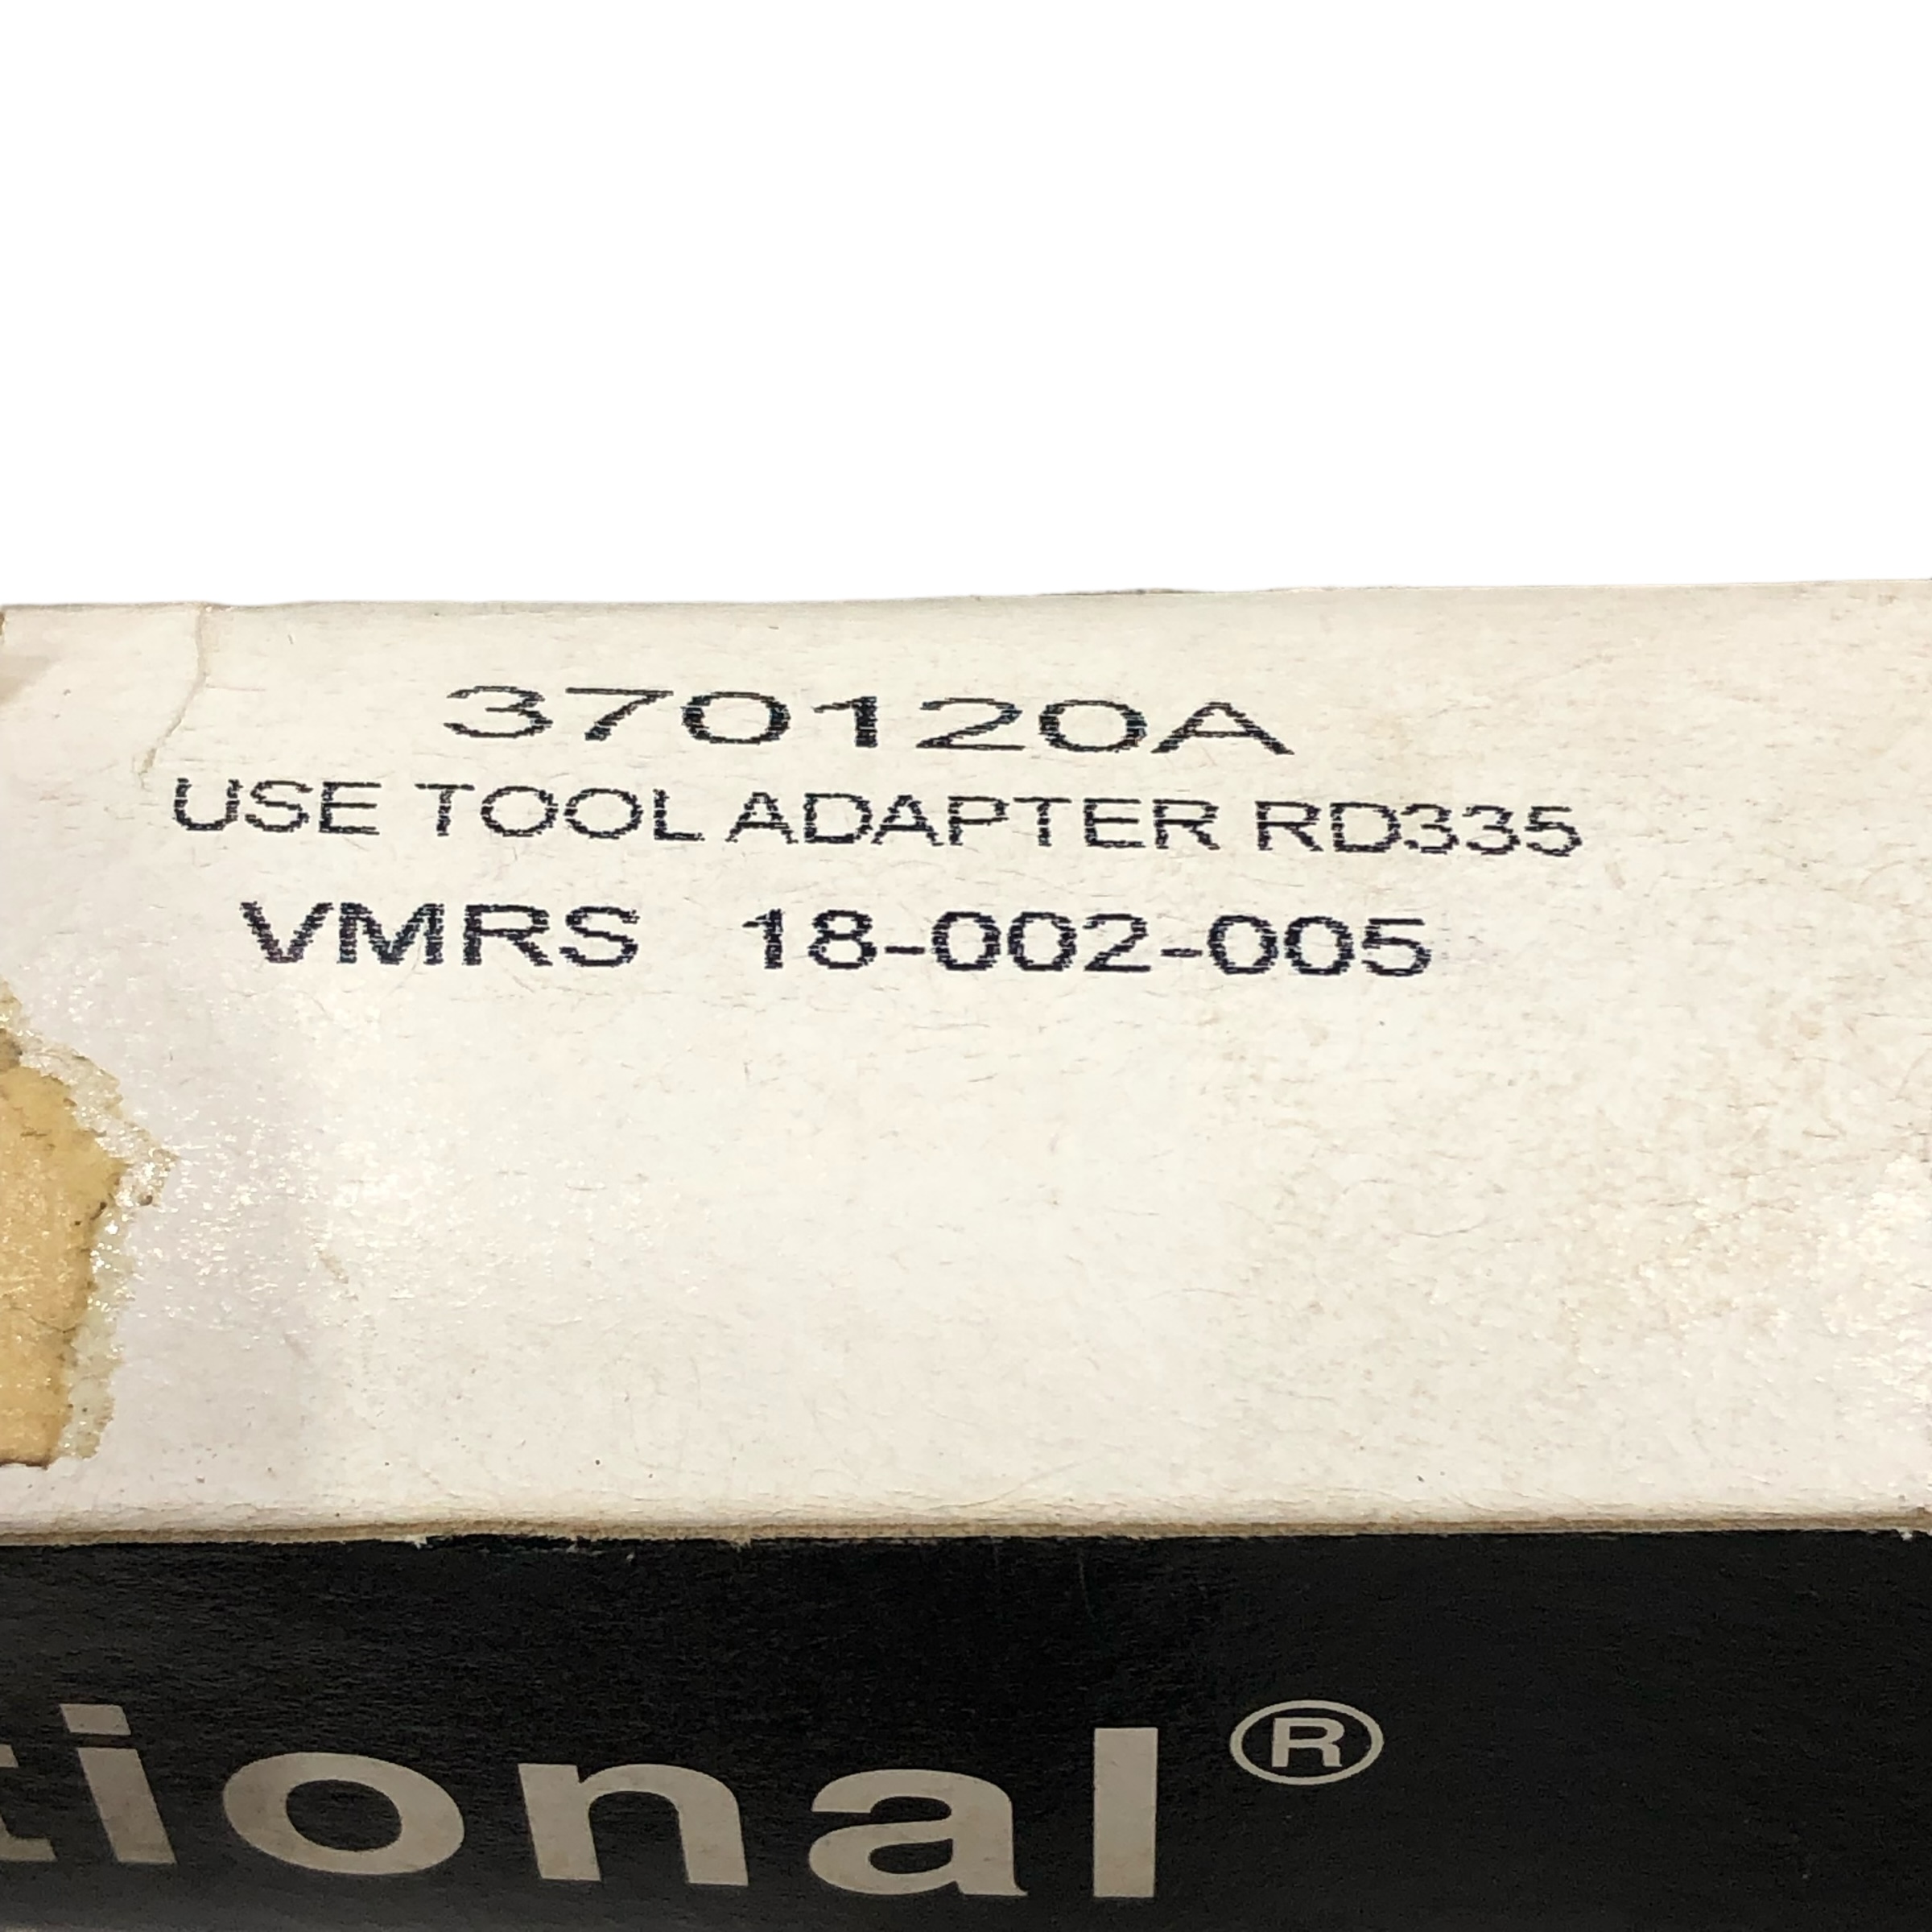 370120A
USE TOOL ADAPTER RD335
VMRS 18-002-005
tional®